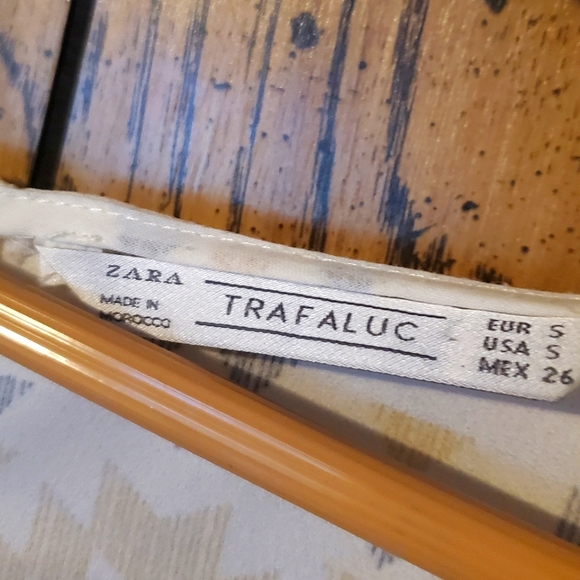 ZARA
MADE IN
MOROCCO
TRAFALUC
EUR S
USA S
MEX 26